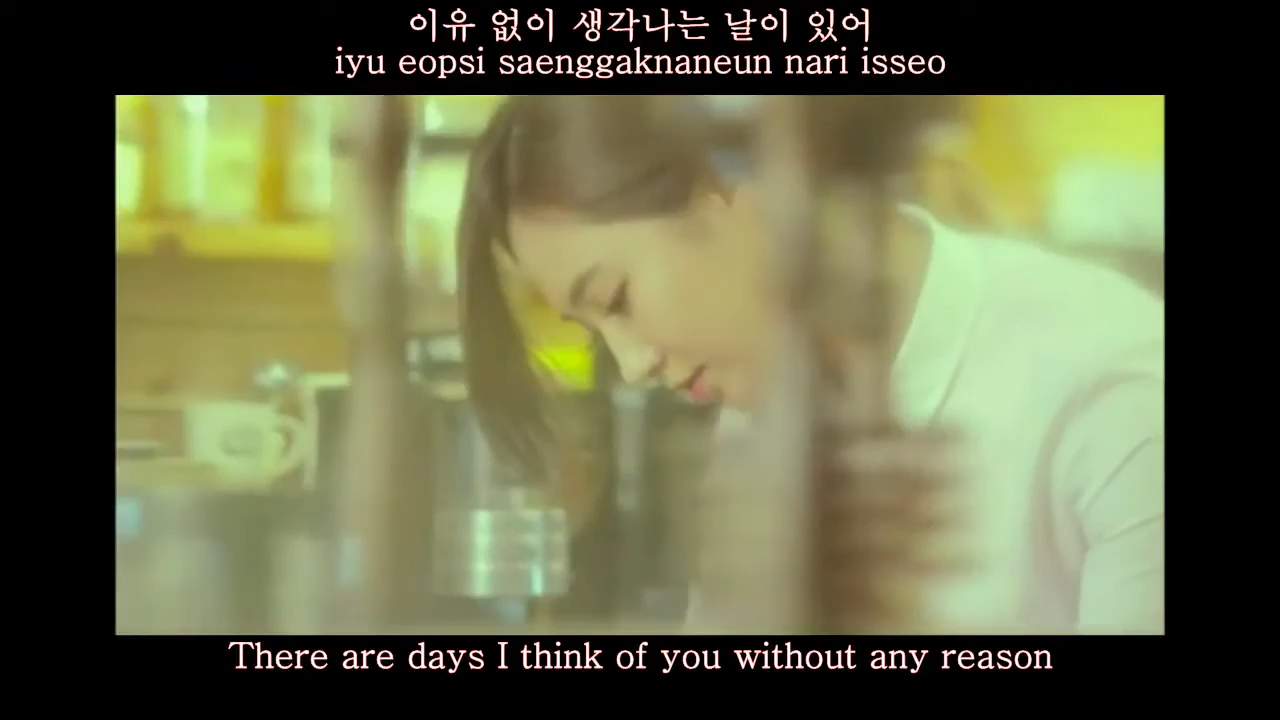 이유 없이 생각나는 날이 있어
iyu eopsi saenggaknaneun nari isseo
There are days I think of you without any reason